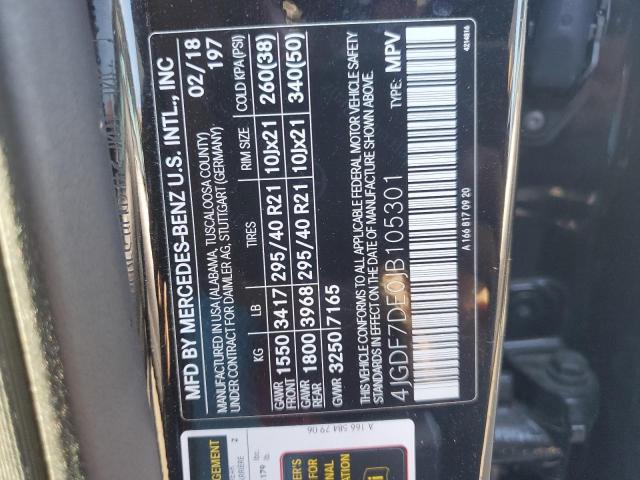 MFD BY MERCEDES-BENZ U.S. INTL., INC
02/18
MANUFACTURED IN USA (ALABAMA, TUSCALOOSA COUNTY) 197
UNDER CONTRACT FOR DAIMLER AG, STUTTGART (GERMANY)
KG LB TIRES RIM SIZE COLD KPA (PSI)
GAWR FRONT 1550 3417 295/40 R21 10Jx21 260(38)
GAWR REAR 1800 3968 295/40 R21 10Jx21 340(50)
GVWR 3250 7165
THIS VEHICLE CONFORMS TO ALL APPLICABLE FEDERAL MOTOR VEHICLE SAFETY
STANDARDS IN EFFECT ON THE DATE OF MANUFACTURE SHOWN ABOVE.
4JGDF7DE0JB105301 TYPE: MPV
A 166 817 09 20 4214816
A 166 584 79 06